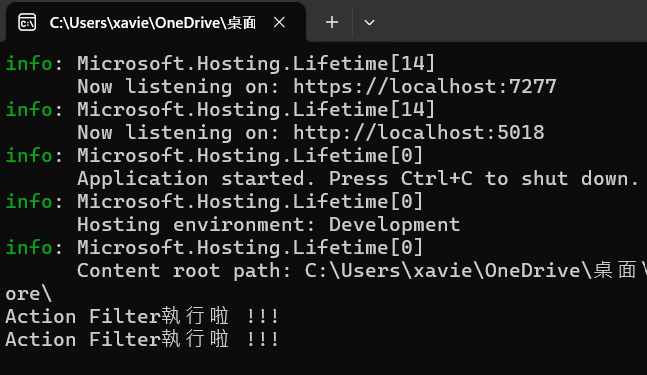 C:\Users\xavie\OneDrive\桌面
info: Microsoft.Hosting.Lifetime[14]
Now listening on: https://localhost:7277
info: Microsoft.Hosting.Lifetime[14]
Now listening on: http://localhost:5018
info: Microsoft.Hosting.Lifetime[0]
Application started. Press Ctrl+C to shut down.
info: Microsoft.Hosting.Lifetime[0]
Hosting environment: Development
info: Microsoft.Hosting.Lifetime[0]
Content root path: C:\Users\xavie\OneDrive\桌面\
ore\
Action Filter執行啦 !!!
Action Filter執行啦 !!!